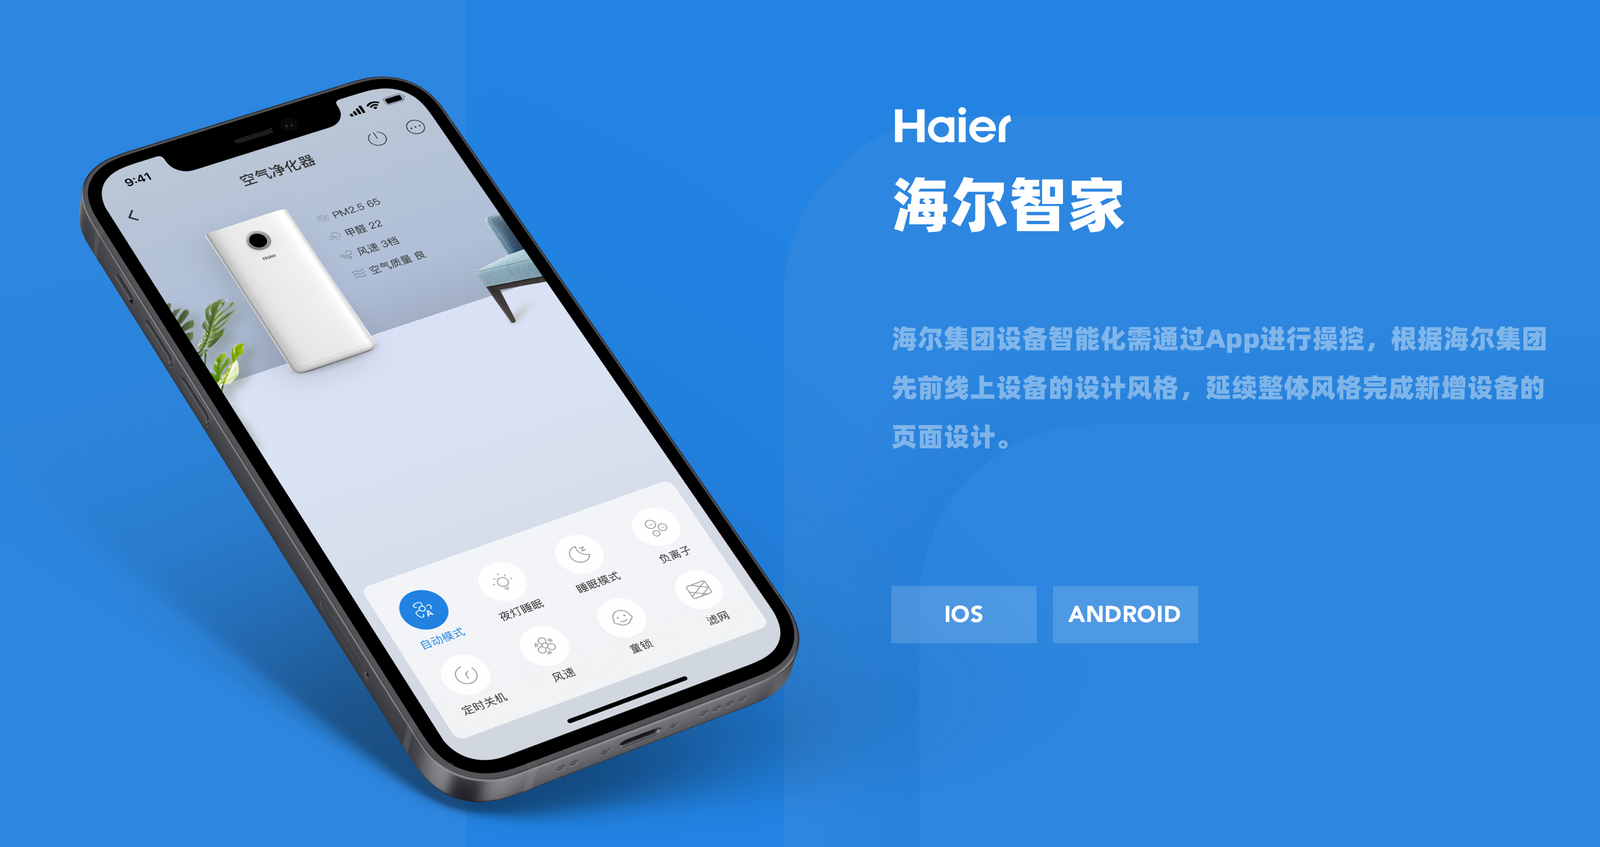 9:41
空气净化器
PM2.5 65
甲醛 22
风速 3档
空气质量 良
Haier
自动模式
夜灯睡眠
睡眠模式
负离子
定时关机
风速
童锁
滤网
Haier
海尔智家
海尔集团设备智能化需通过App进行操控，根据海尔集团
先前线上设备的设计风格，延续整体风格完成新增设备的
页面设计。
IOS
ANDROID